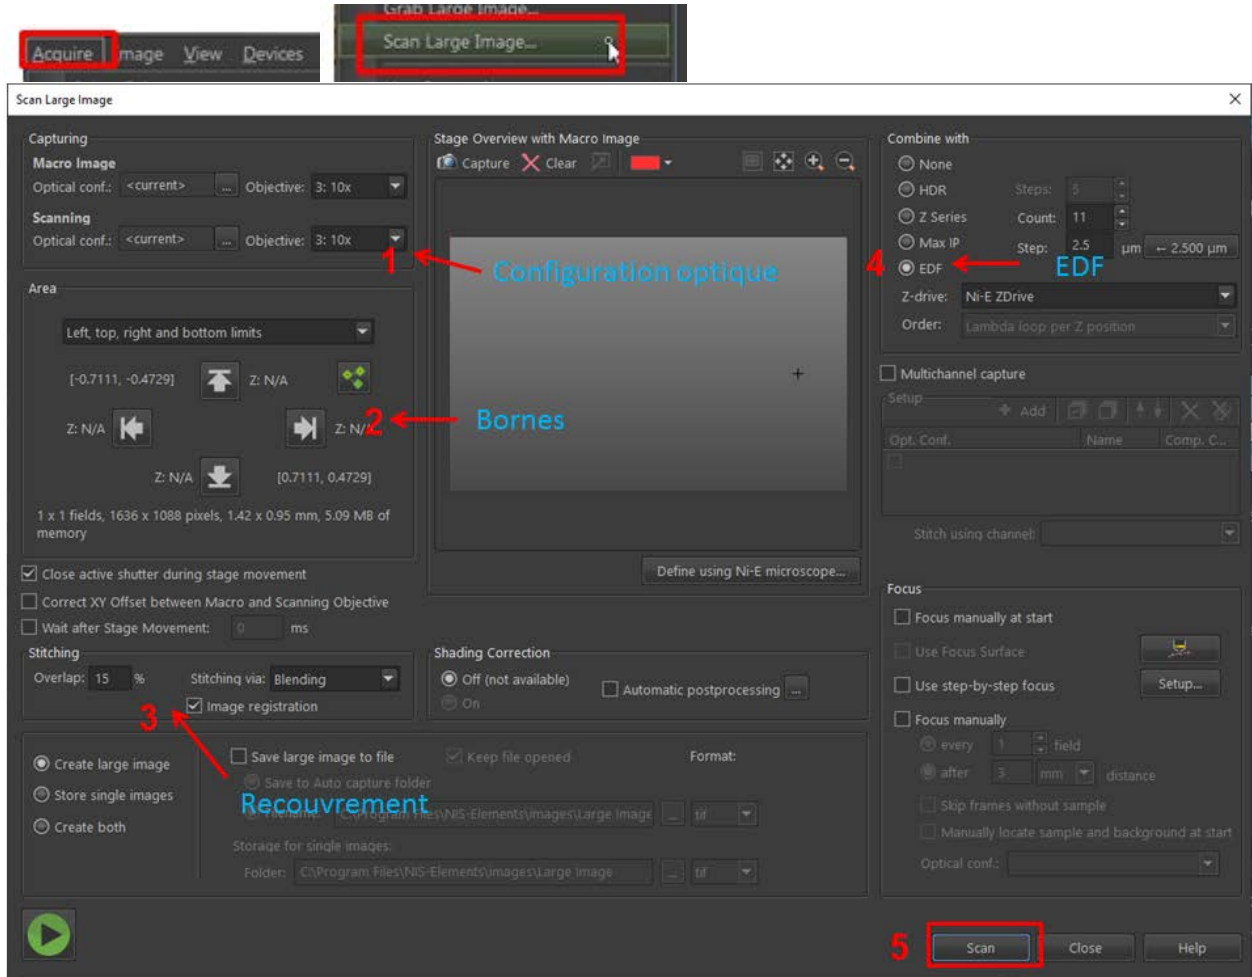 Acquire Image View Devices
Grab Large Image...
Scan Large Image...
Scan Large Image
Capturing
Macro Image
Optical conf.: <current> ... Objective: 3: 10x
Scanning
Optical conf.: <current> ... Objective: 3: 10x
1
Configuration optique
Area
Left, top, right and bottom limits
[-0.7111, -0.4729] Z: N/A
Z: N/A Z: N/A
2
Bornes
Z: N/A [0.7111, 0.4729]
1 x 1 fields, 1636 x 1088 pixels, 1.42 x 0.95 mm, 5.09 MB of
memory
Close active shutter during stage movement
Correct XY Offset between Macro and Scanning Objective
Wait after Stage Movement: 0 ms
Stitching
Overlap: 15 % Stitching via: Blending
Image registration
3
Recouvrement
Stage Overview with Macro Image
Capture Clear
Define using Ni-E microscope...
Shading Correction
Off (not available)
On
Automatic postprocessing ...
Create large image
Store single images
Create both
Save large image to file Keep file opened Format:
Save to Auto capture folder
Filename: C:\Program Files\NIS-Elements\images\Large Image ... tif
Storage for single images:
Folder: C:\Program Files\NIS-Elements\images\Large Image ... tif
Combine with
None
HDR Steps: 5
Z Series Count: 11
Max IP Step: 2.5 µm ← 2.500 µm
4
EDF
EDF
Z-drive: Ni-E ZDrive
Order: Lambda loop per Z position
Multichannel capture
Setup
Add
Opt. Conf. Name Comp. C...
Stitch using channel:
Focus
Focus manually at start
Use Focus Surface
Use step-by-step focus Setup...
Focus manually
every 1 field
after 3 mm distance
Skip frames without sample
Manually locate sample and background at start
Optical conf.:
5
Scan Close Help